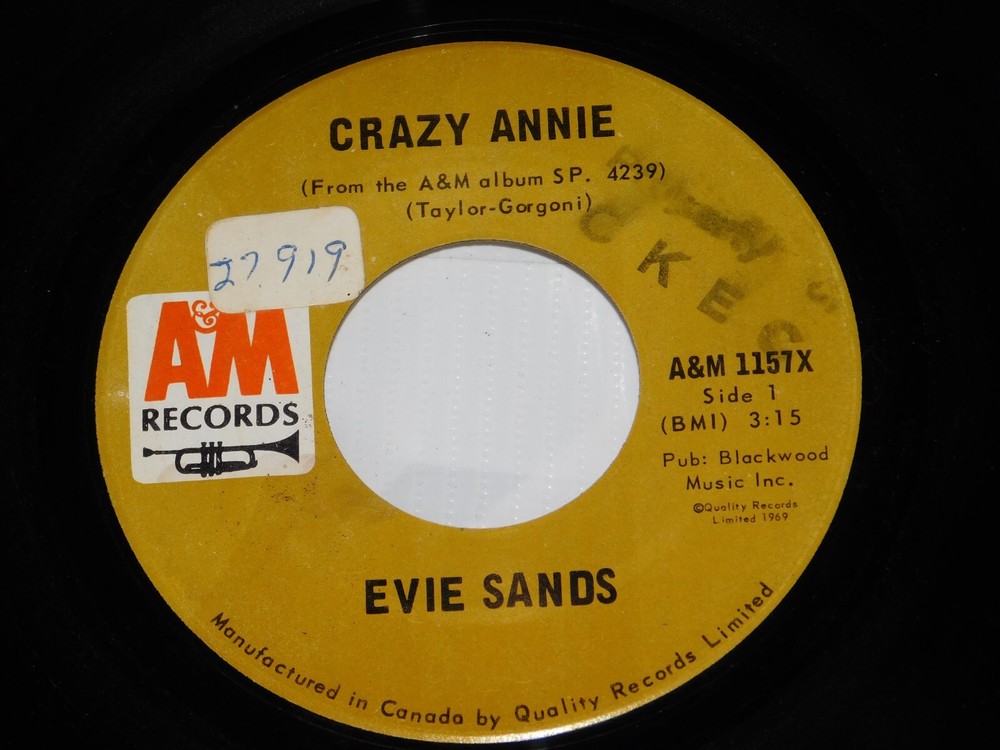 CRAZY ANNIE
(From the A&M album SP. 4239)
(Taylor-Gorgoni)
27919
A&M
RECORDS
A&M 1157X
Side 1
(BMI) 3:15
Pub: Blackwood
Music Inc.
©Quality Records
Limited 1969
EVIE SANDS
Manufactured in Canada by Quality Records Limited